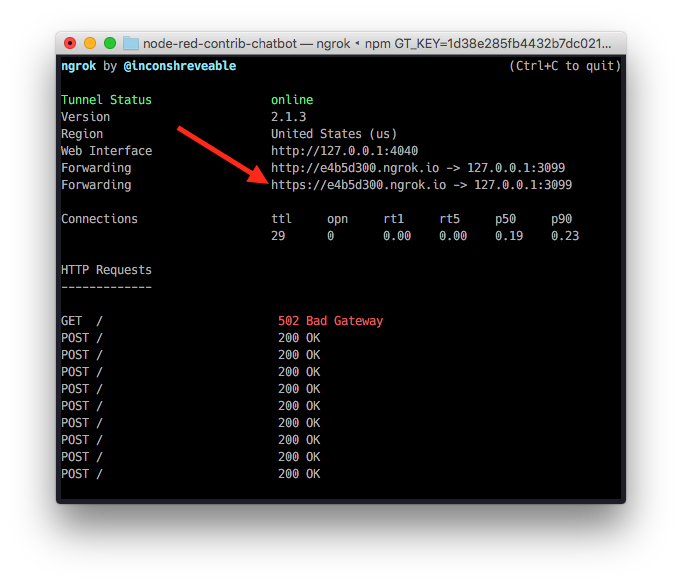 node-red-contrib-chatbot — ngrok ◂ npm GT_KEY=1d38e285fb4432b7dc021...
ngrok by @inconshreveable (Ctrl+C to quit)
Tunnel Status online
Version 2.1.3
Region United States (us)
Web Interface http://127.0.0.1:4040
Forwarding http://e4b5d300.ngrok.io -> 127.0.0.1:3099
Forwarding https://e4b5d300.ngrok.io -> 127.0.0.1:3099
Connections ttl opn rt1 rt5 p50 p90
29 0 0.00 0.00 0.19 0.23
HTTP Requests
-------------
GET / 502 Bad Gateway
POST / 200 OK
POST / 200 OK
POST / 200 OK
POST / 200 OK
POST / 200 OK
POST / 200 OK
POST / 200 OK
POST / 200 OK
POST / 200 OK